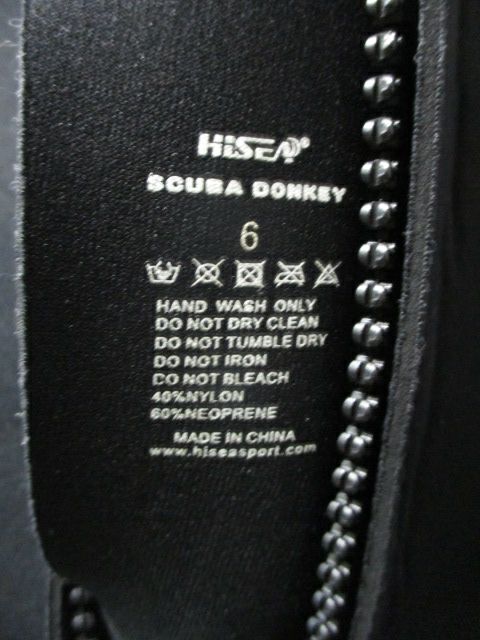 HiSEA®
SCUBA DONKEY
6
HAND WASH ONLY
DO NOT DRY CLEAN
DO NOT TUMBLE DRY
DO NOT IRON
DO NOT BLEACH
40%NYLON
60%NEOPRENE
MADE IN CHINA
www.hiseasport.com